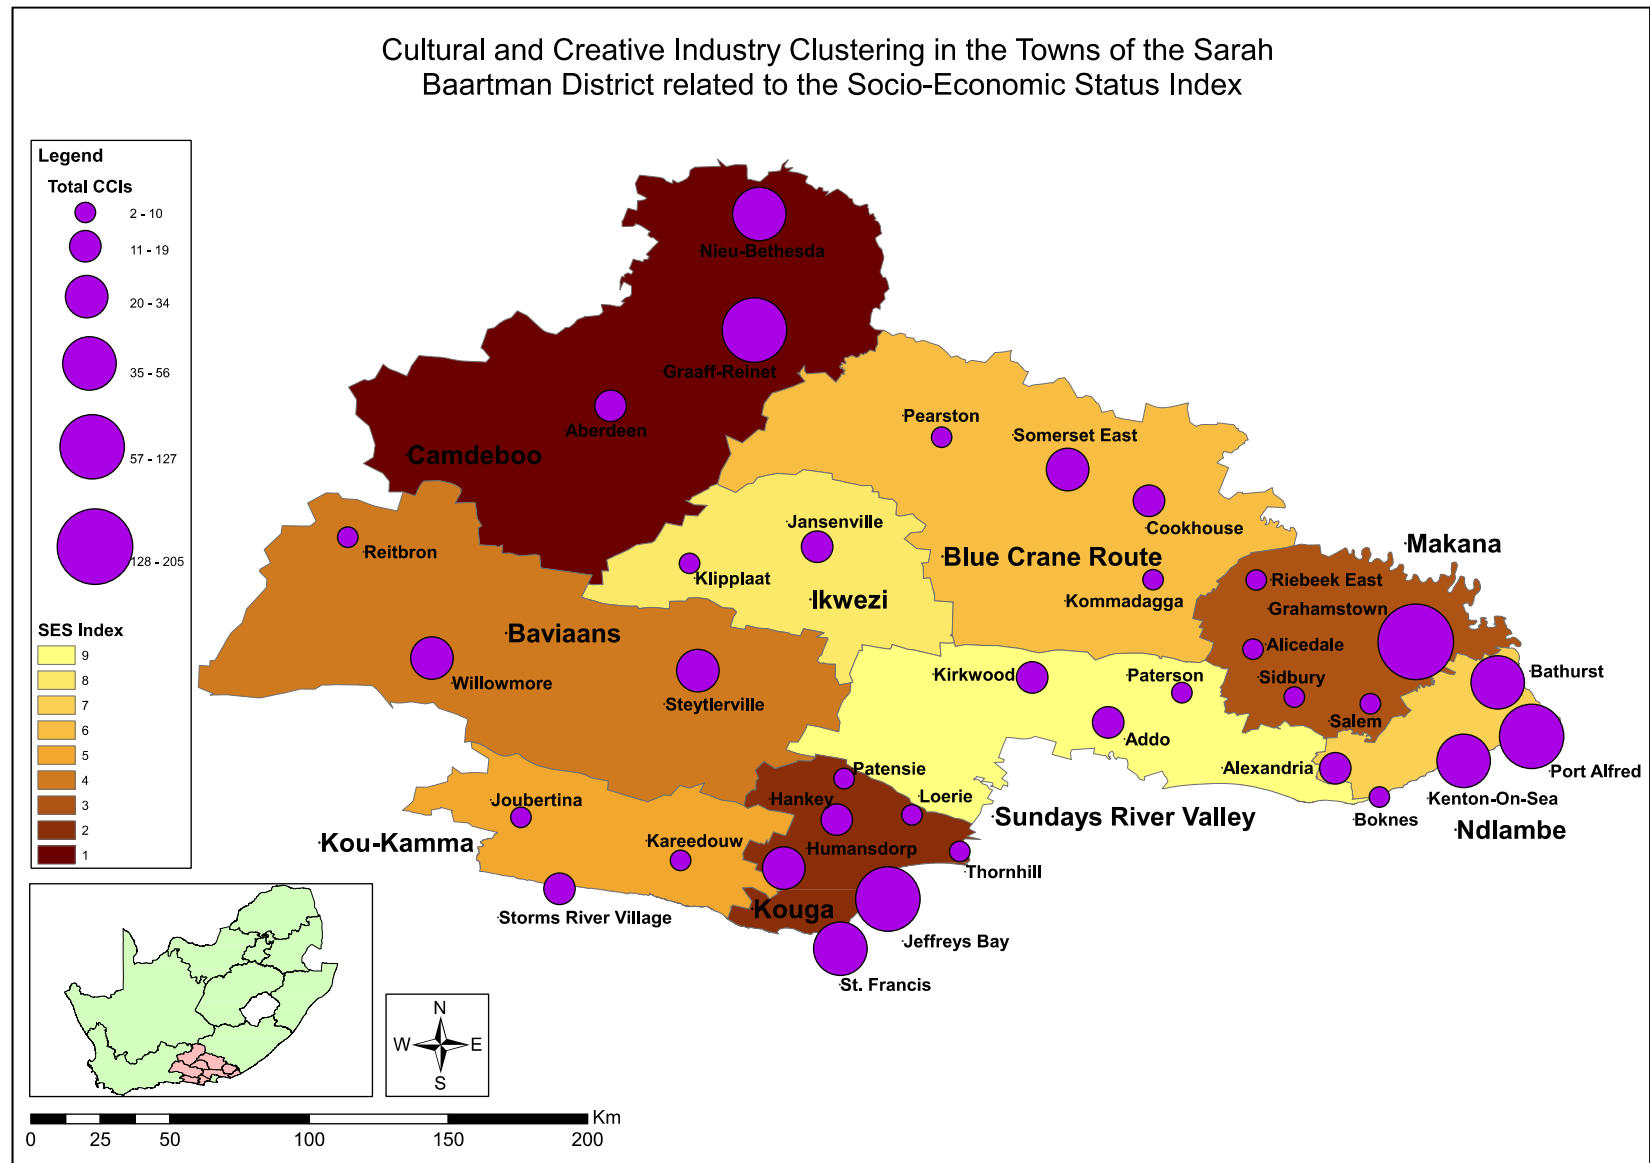 Cultural and Creative Industry Clustering in the Towns of the Sarah
Baartman District related to the Socio-Economic Status Index
Legend
Total CCIs
2 - 10
11 - 19
20 - 34
35 - 56
57 - 127
128 - 205
SES Index
9
8
7
6
5
4
3
2
1
Nieu-Bethesda
Graaff-Reinet
Aberdeen
Camdeboo
Pearston
Somerset East
Cookhouse
Blue Crane Route
Kommadagga
Jansenville
Klipplaat
Ikwezi
Reitbron
Baviaans
Willowmore
Steytlerville
Makana
Riebeek East
Grahamstown
Alicedale
Sidbury
Salem
Bathurst
Port Alfred
Kenton-On-Sea
Ndlambe
Alexandria
Boknes
Kirkwood
Paterson
Addo
Sundays River Valley
Patensie
Hankey
Loerie
Humansdorp
Thornhill
Kouga
Jeffreys Bay
St. Francis
Joubertina
Kou-Kamma
Kareedouw
Storms River Village
N
W
E
S
Km
0 25 50 100 150 200